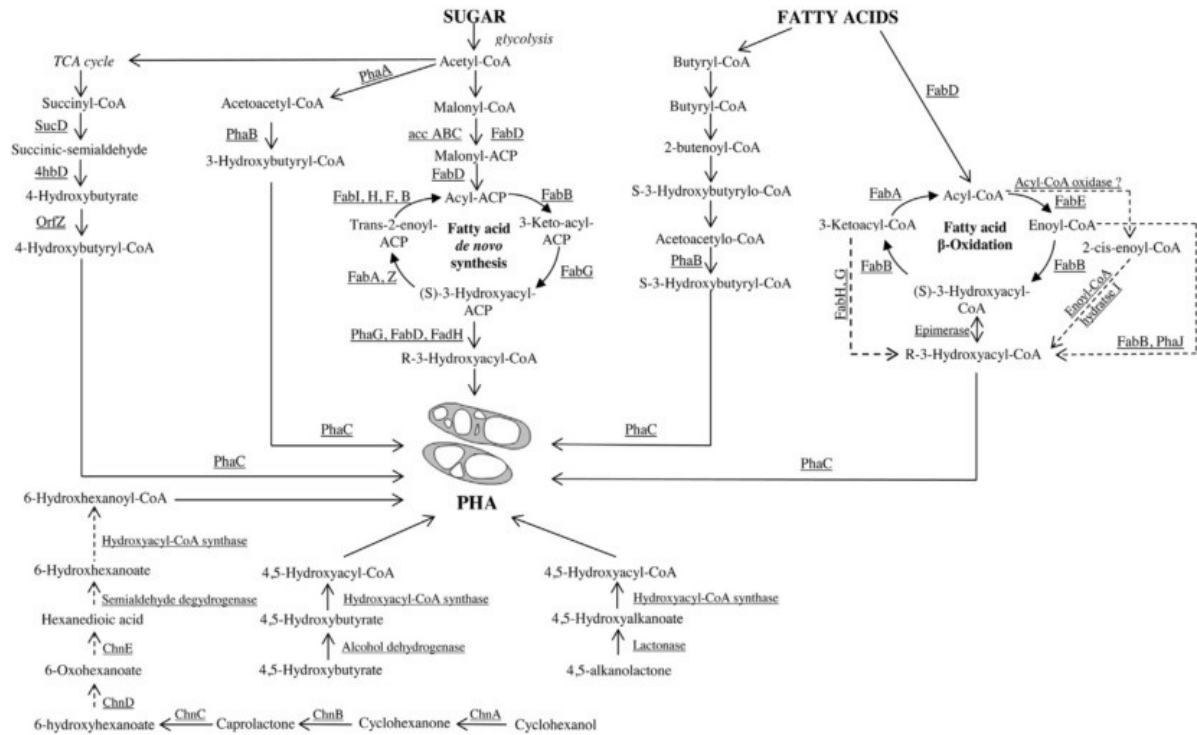 SUGAR
FATTY ACIDS
glycolysis
TCA cycle
Acetyl-CoA
PhaA
Succinyl-CoA
SucD
Succinic-semialdehyde
4hbD
4-Hydroxybutyrate
OrfZ
4-Hydroxybutyryl-CoA
Acetoacetyl-CoA
PhaB
3-Hydroxybutyryl-CoA
Malonyl-CoA
acc ABC
FabD
Malonyl-ACP
FabD
FabI, H, F, B
Acyl-ACP
FabB
Trans-2-enoyl-
ACP
Fatty acid
de novo
synthesis
3-Keto-acyl-
ACP
FabA, Z
FabG
(S)-3-Hydroxyacyl-
ACP
PhaG, FabD, FadH
R-3-Hydroxyacyl-CoA
Butyryl-CoA
Butyryl-CoA
2-butenoyl-CoA
S-3-Hydroxybutyrylo-CoA
Acetoacetylo-CoA
PhaB
S-3-Hydroxybutyryl-CoA
FabD
FabA
Acyl-CoA
Acyl-CoA oxidase ?
FabE
3-Ketoacyl-CoA
Fatty acid
β-Oxidation
Enoyl-CoA
2-cis-enoyl-CoA
FabB
FabB
FabH, G
(S)-3-Hydroxyacyl-
CoA
Enoyl-CoA
hydratse I
Epimerase
FabB, PhaJ
R-3-Hydroxyacyl-CoA
PhaC
PhaC
PhaC
PhaC
PHA
6-Hydroxhexanoyl-CoA
Hydroxyacyl-CoA synthase
6-Hydroxhexanoate
Semialdehyde degydrogenase
Hexanedioic acid
ChnE
6-Oxohexanoate
ChnD
6-hydroxyhexanoate
ChnC
Caprolactone
ChnB
Cyclohexanone
ChnA
Cyclohexanol
4,5-Hydroxyacyl-CoA
Hydroxyacyl-CoA synthase
4,5-Hydroxybutyrate
Alcohol dehydrogenase
4,5-Hydroxybutyrate
4,5-Hydroxyacyl-CoA
Hydroxyacyl-CoA synthase
4,5-Hydroxyalkanoate
Lactonase
4,5-alkanolactone